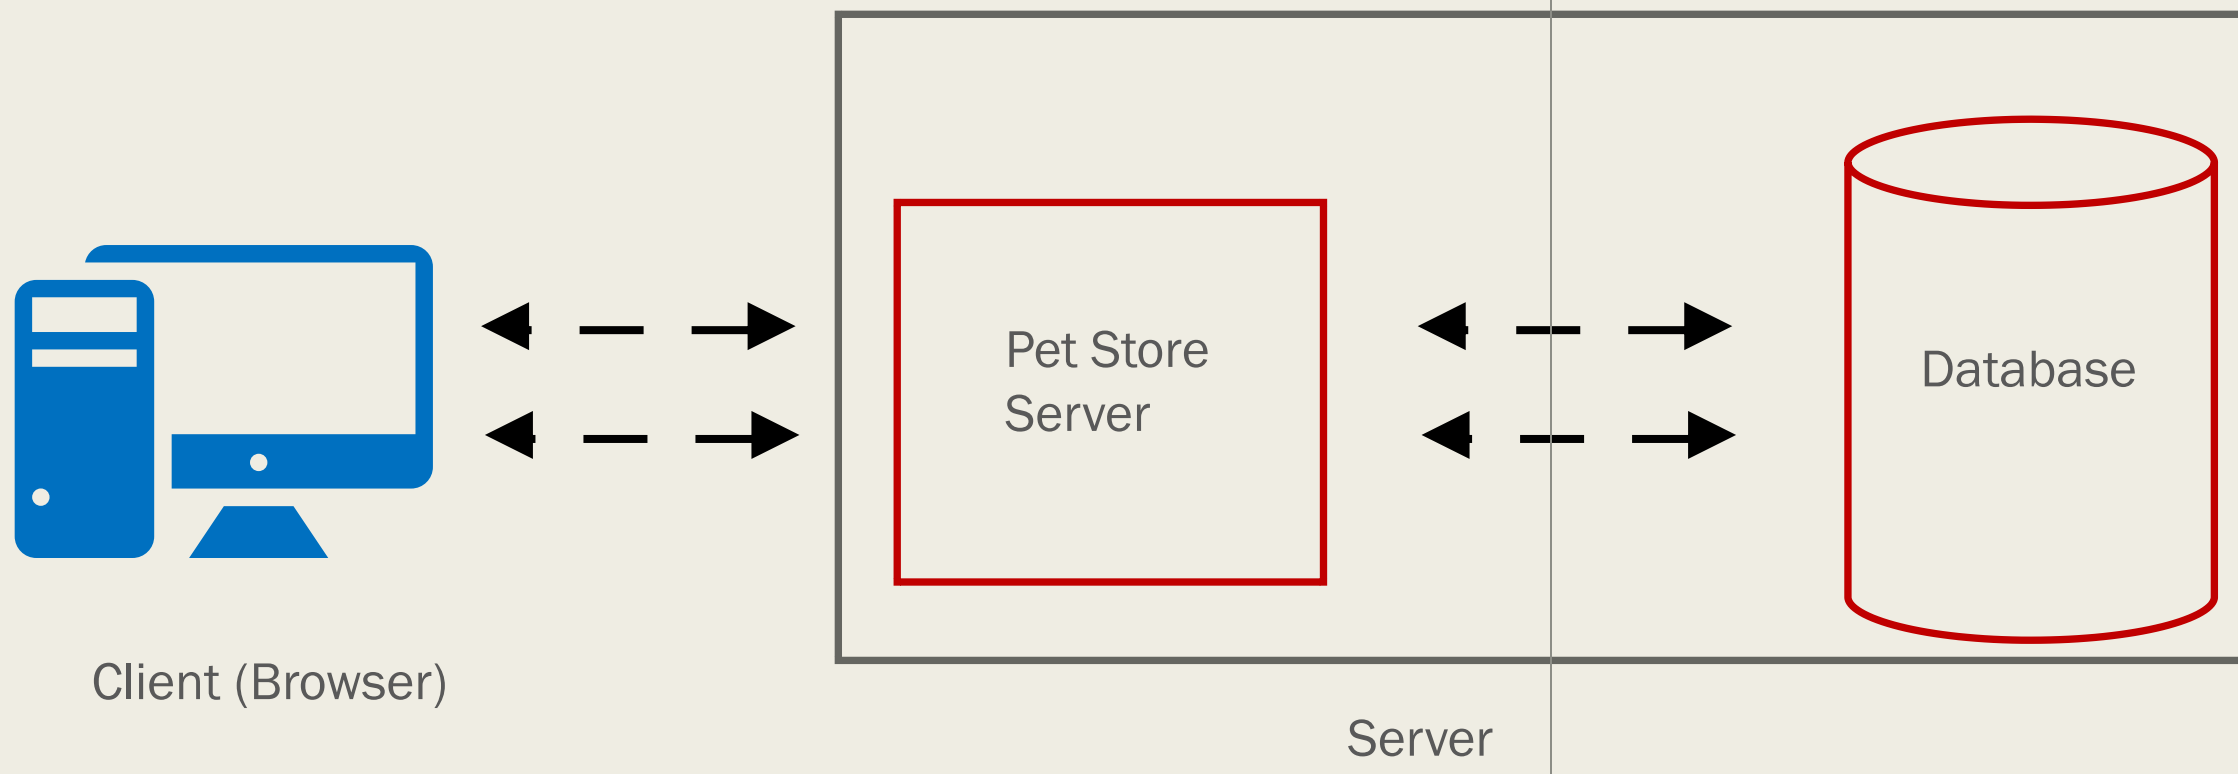 Pet Store
Server
Database
Client (Browser)
Server